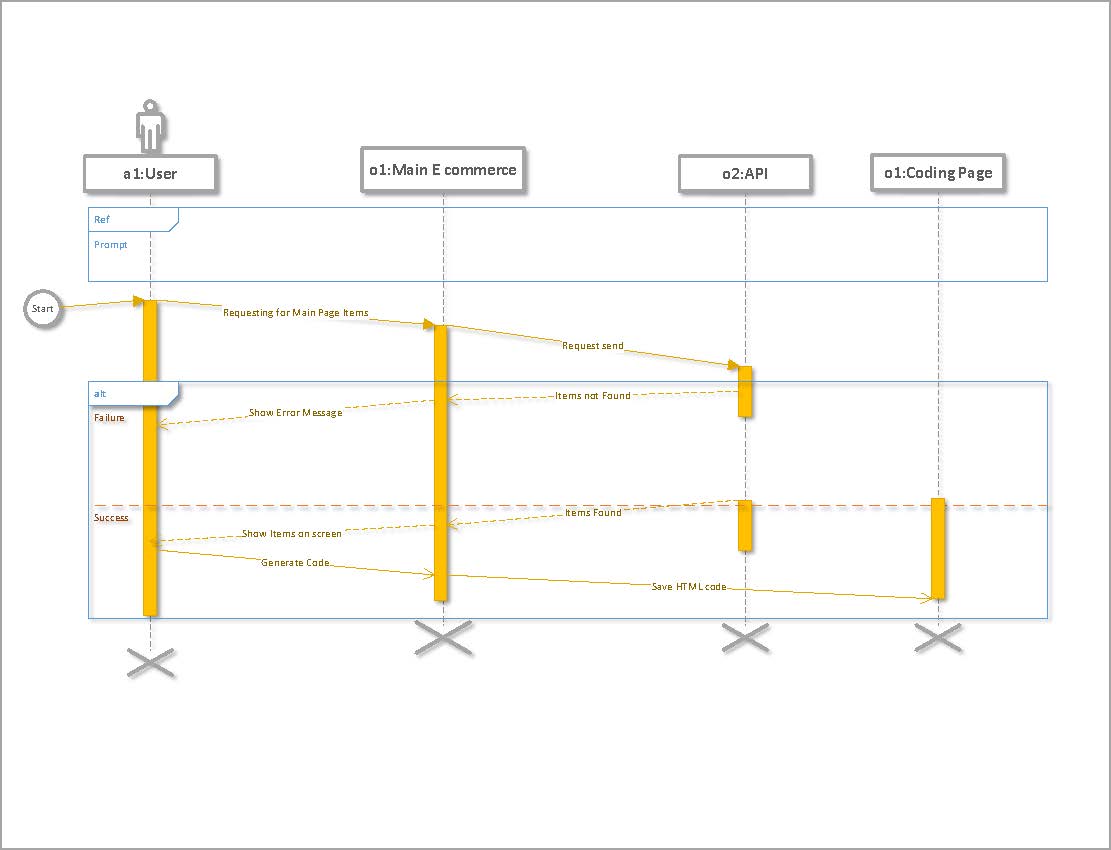 a1:User
o1:Main E commerce
o2:API
o1:Coding Page
Ref
Prompt
Start
Requesting for Main Page Items
Request send
alt
Items not Found
Show Error Message
Failure
Items Found
Success
Show Items on screen
Generate Code
Save HTML code